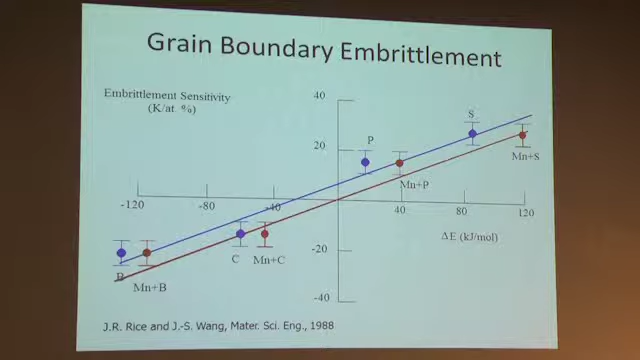 Grain Boundary Embrittlement
Embrittlement Sensitivity
(K/at. %)
40
S
P
20
Mn+S
Mn+P
-120
-80
-40
40
80
120
ΔE (kJ/mol)
C
Mn+C
-20
B
Mn+B
-40
J.R. Rice and J.-S. Wang, Mater. Sci. Eng., 1988